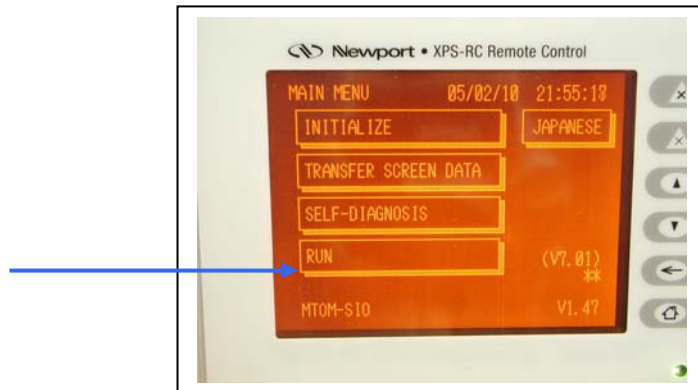 Newport • XPS-RC Remote Control
MAIN MENU 05/02/10 21:55:18
INITIALIZE JAPANESE
TRANSFER SCREEN DATA
SELF-DIAGNOSIS
RUN (V7.01)
**
MTOM-SIO V1.47